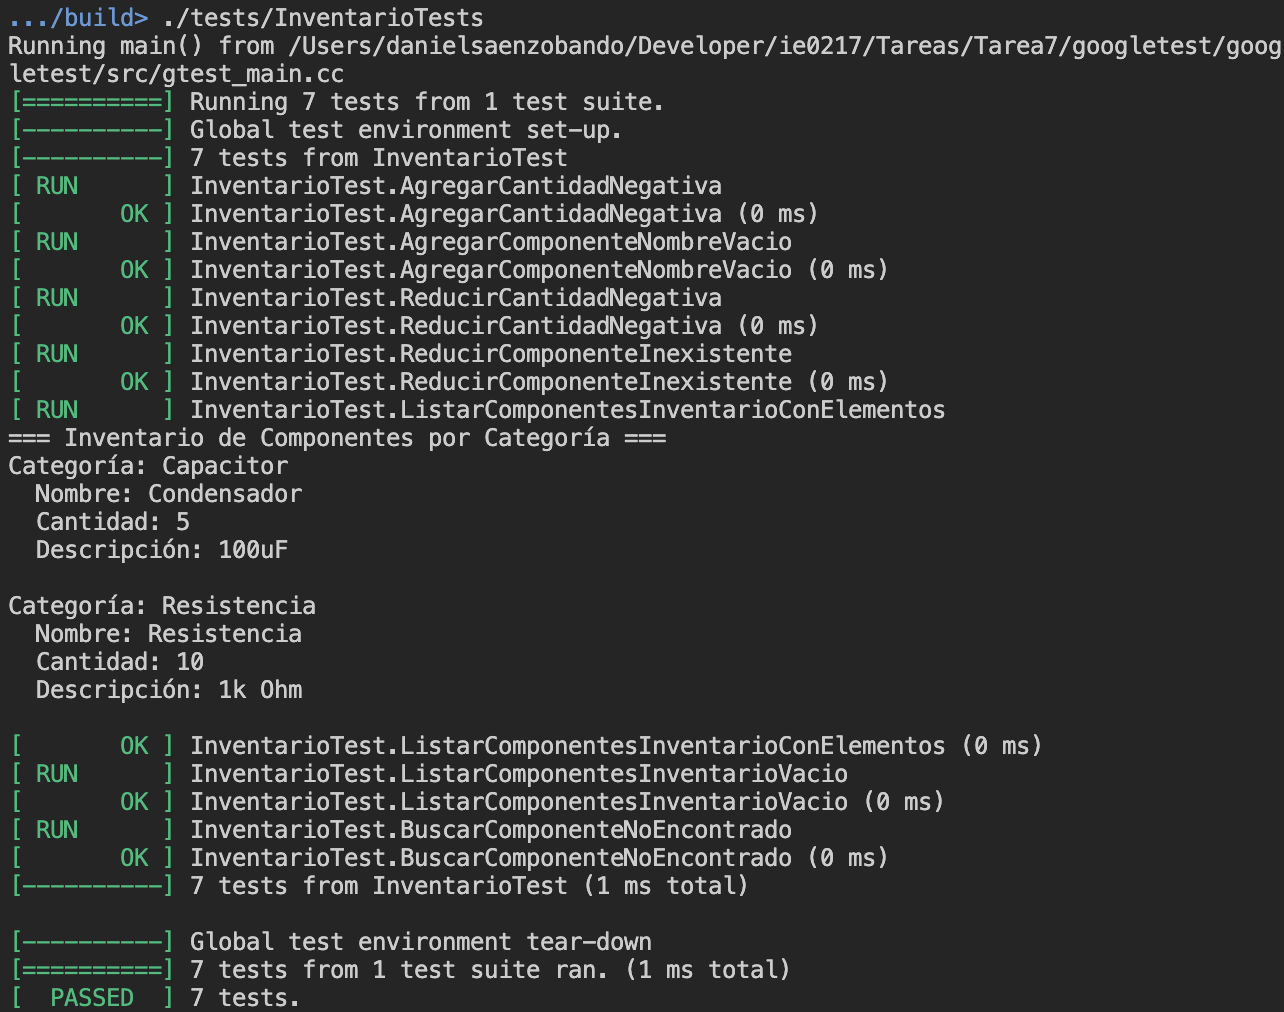 .../build> ./tests/InventarioTests
Running main() from /Users/danielsaenzobando/Developer/ie0217/Tareas/Tarea7/googletest/goog
letest/src/gtest_main.cc
[==========] Running 7 tests from 1 test suite.
[----------] Global test environment set-up.
[----------] 7 tests from InventarioTest
[ RUN      ] InventarioTest.AgregarCantidadNegativa
[       OK ] InventarioTest.AgregarCantidadNegativa (0 ms)
[ RUN      ] InventarioTest.AgregarComponenteNombreVacio
[       OK ] InventarioTest.AgregarComponenteNombreVacio (0 ms)
[ RUN      ] InventarioTest.ReducirCantidadNegativa
[       OK ] InventarioTest.ReducirCantidadNegativa (0 ms)
[ RUN      ] InventarioTest.ReducirComponenteInexistente
[       OK ] InventarioTest.ReducirComponenteInexistente (0 ms)
[ RUN      ] InventarioTest.ListarComponentesInventarioConElementos
=== Inventario de Componentes por Categoría ===
Categoría: Capacitor
  Nombre: Condensador
  Cantidad: 5
  Descripción: 100uF

Categoría: Resistencia
  Nombre: Resistencia
  Cantidad: 10
  Descripción: 1k Ohm

[       OK ] InventarioTest.ListarComponentesInventarioConElementos (0 ms)
[ RUN      ] InventarioTest.ListarComponentesInventarioVacio
[       OK ] InventarioTest.ListarComponentesInventarioVacio (0 ms)
[ RUN      ] InventarioTest.BuscarComponenteNoEncontrado
[       OK ] InventarioTest.BuscarComponenteNoEncontrado (0 ms)
[----------] 7 tests from InventarioTest (1 ms total)

[----------] Global test environment tear-down
[==========] 7 tests from 1 test suite ran. (1 ms total)
[  PASSED  ] 7 tests.